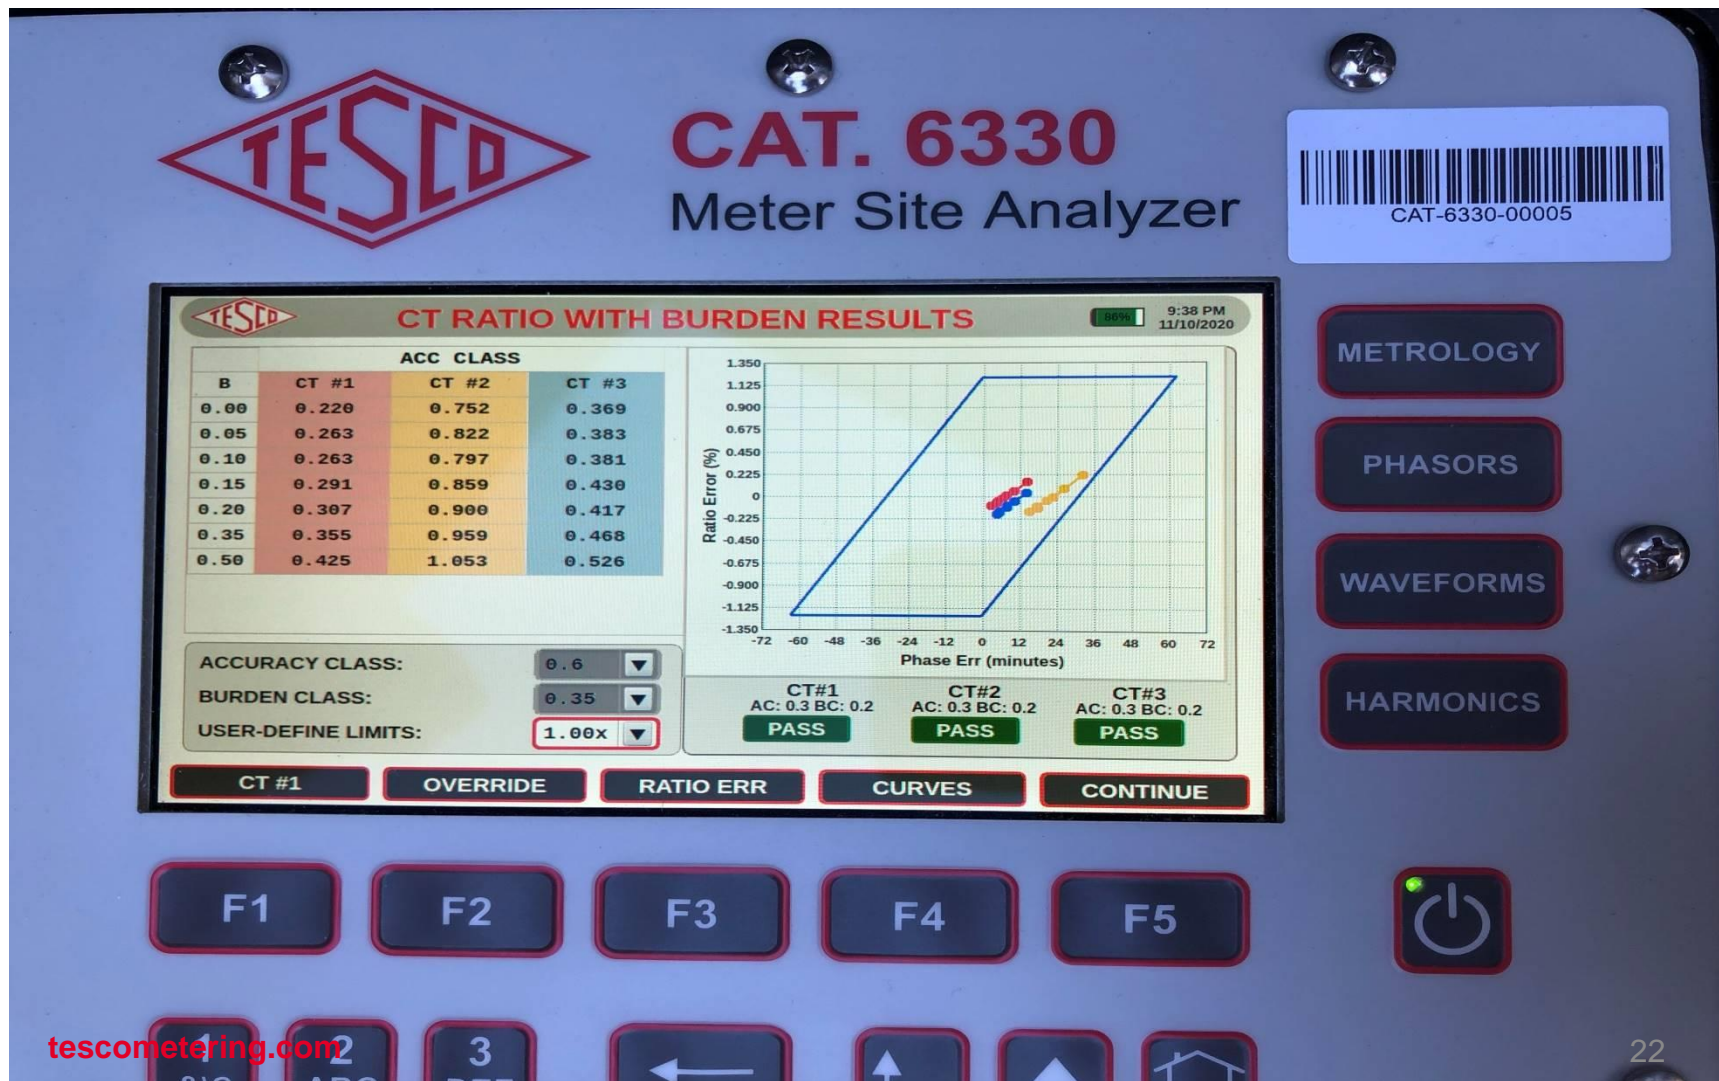 TESCO
CAT. 6330
Meter Site Analyzer
CAT-6330-00005
TESCO
CT RATIO WITH BURDEN RESULTS
86%
9:38 PM
11/10/2020
ACC CLASS
B CT #1 CT #2 CT #3
0.00 0.220 0.752 0.369
0.05 0.263 0.822 0.383
0.10 0.263 0.797 0.381
0.15 0.291 0.859 0.430
0.20 0.307 0.900 0.417
0.35 0.355 0.959 0.468
0.50 0.425 1.053 0.526
ACCURACY CLASS: 0.6
BURDEN CLASS: 0.35
USER-DEFINE LIMITS: 1.00x
Ratio Error (%)
1.350
1.125
0.900
0.675
0.450
0.225
0
-0.225
-0.450
-0.675
-0.900
-1.125
-1.350
-72 -60 -48 -36 -24 -12 0 12 24 36 48 60 72
Phase Err (minutes)
CT#1 CT#2 CT#3
AC: 0.3 BC: 0.2 AC: 0.3 BC: 0.2 AC: 0.3 BC: 0.2
PASS PASS PASS
CT #1 OVERRIDE RATIO ERR CURVES CONTINUE
METROLOGY
PHASORS
WAVEFORMS
HARMONICS
F1 F2 F3 F4 F5
1 2 3
tescometering.com
22